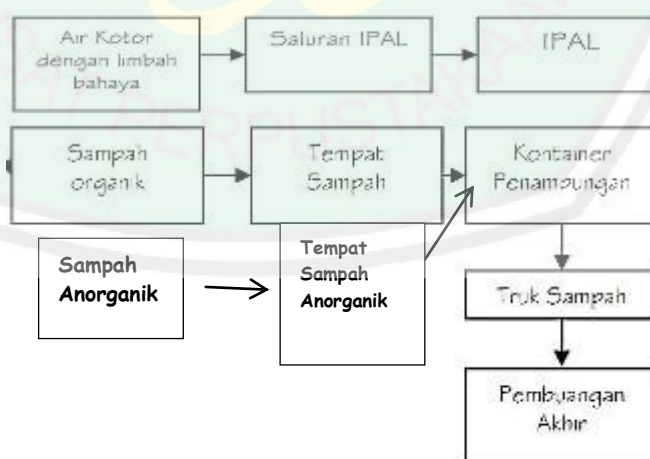 Air Kotor
dengan limbah
bahaya
Saluran IPAL
IPAL
Sampah
organik
Tempat
Sampah
Kontainer
Penampungan
Sampah
Anorganik
Tempat
Sampah
Anorganik
Truk Sampah
Pembuangan
Akhir